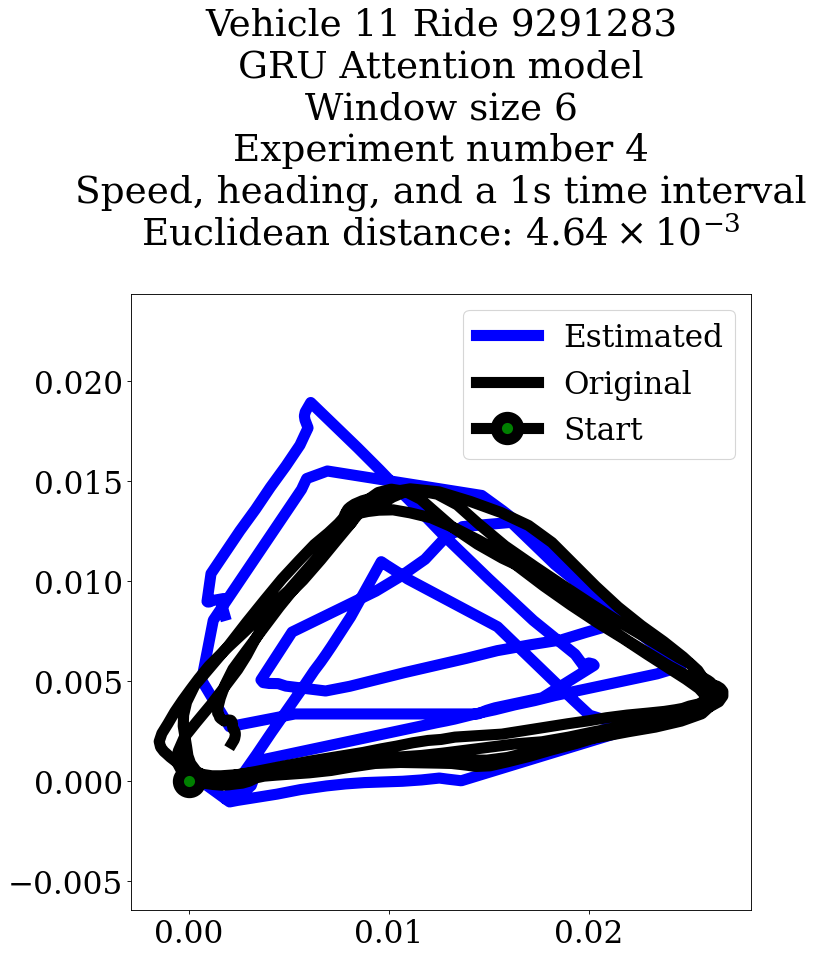 Vehicle 11 Ride 9291283
GRU Attention model
Window size 6
Experiment number 4
Speed, heading, and a 1s time interval
Euclidean distance: 4.64 × 10⁻³
Estimated
Original
Start
0.020
0.015
0.010
0.005
0.000
−0.005
0.00 0.01 0.02